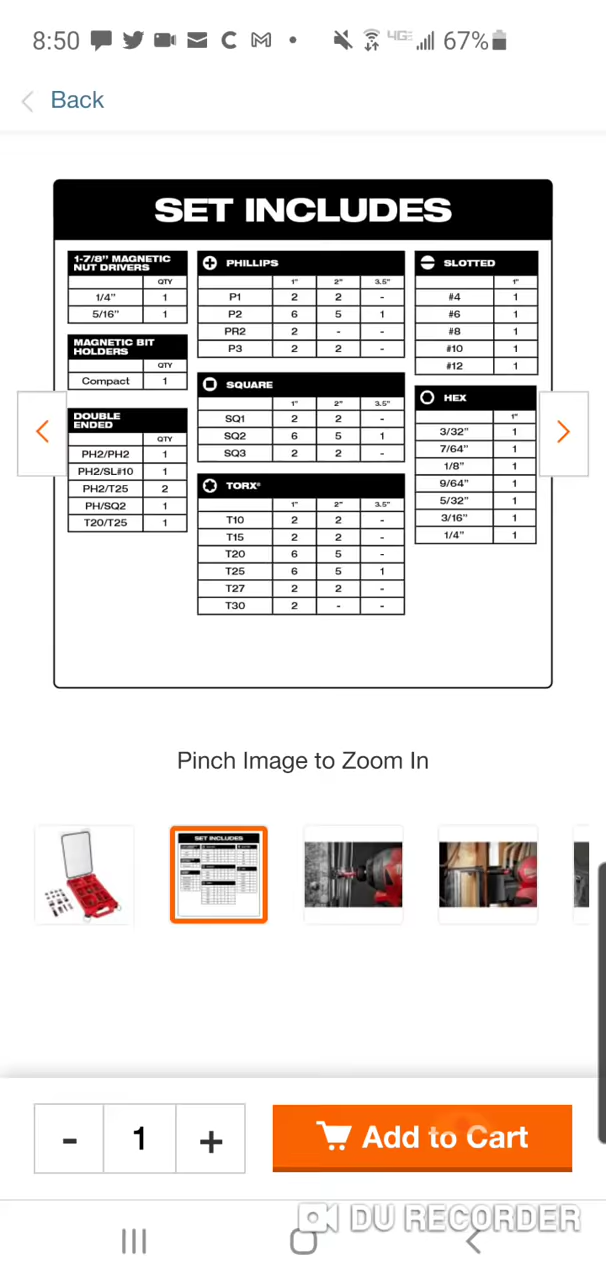 8:50 C M • 4GE 67%
Back
SET INCLUDES
1-7/8" MAGNETIC
NUT DRIVERS
QTY
1/4" 1
5/16" 1
MAGNETIC BIT
HOLDERS
QTY
Compact 1
DOUBLE
ENDED
QTY
PH2/PH2 1
PH2/SL#10 1
PH2/T25 2
PH/SQ2 1
T20/T25 1
PHILLIPS
1" 2" 3.5"
P1 2 2 -
P2 6 5 1
PR2 2 - -
P3 2 2 -
SQUARE
1" 2" 3.5"
SQ1 2 2 -
SQ2 6 5 1
SQ3 2 2 -
TORX®
1" 2" 3.5"
T10 2 2 -
T15 2 2 -
T20 6 5 -
T25 6 5 1
T27 2 2 -
T30 2 - -
SLOTTED
1"
#4 1
#6 1
#8 1
#10 1
#12 1
HEX
1"
3/32" 1
7/64" 1
1/8" 1
9/64" 1
5/32" 1
3/16" 1
1/4" 1
Pinch Image to Zoom In
SET INCLUDES
- 1 +
Add to Cart
DU RECORDER